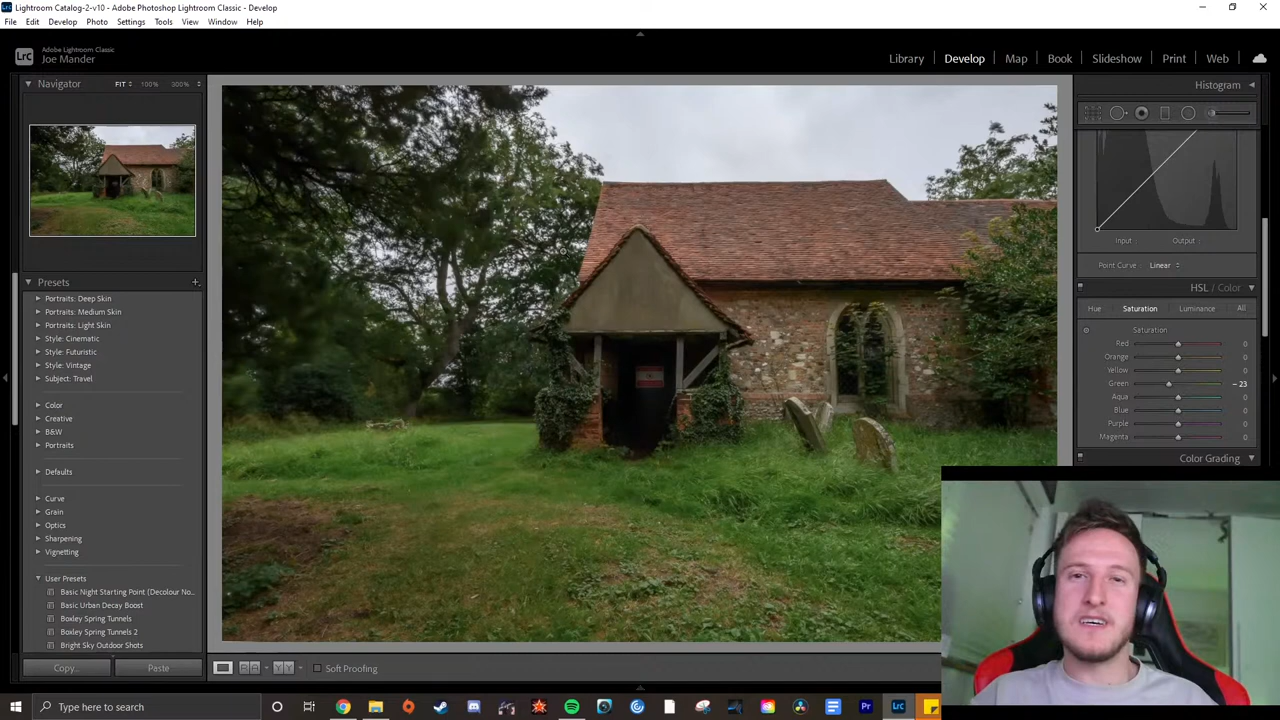 Lightroom Catalog-2-v10 - Adobe Photoshop Lightroom Classic - Develop
File Edit Develop Photo Settings Tools View Window Help
Lrc
Adobe Lightroom Classic
Joe Mander
Library Develop Map Book Slideshow Print Web
Navigator FIT 100% 300%
Histogram
Presets
Portraits: Deep Skin
Portraits: Medium Skin
Portraits: Light Skin
Style: Cinematic
Style: Futuristic
Style: Vintage
Subject: Travel
Color
Creative
B&W
Portraits
Defaults
Curve
Grain
Optics
Sharpening
Vignetting
User Presets
Basic Night Starting Point (Decolour No...
Basic Urban Decay Boost
Boxley Spring Tunnels
Boxley Spring Tunnels 2
Bright Sky Outdoor Shots
Copy... Paste
Soft Proofing
Input : Output :
Point Curve : Linear
HSL / Color
Hue Saturation Luminance All
Saturation
Red 0
Orange 0
Yellow 0
Green – 23
Aqua 0
Blue 0
Purple 0
Magenta 0
Color Grading
Type here to search
Pr
Lrc